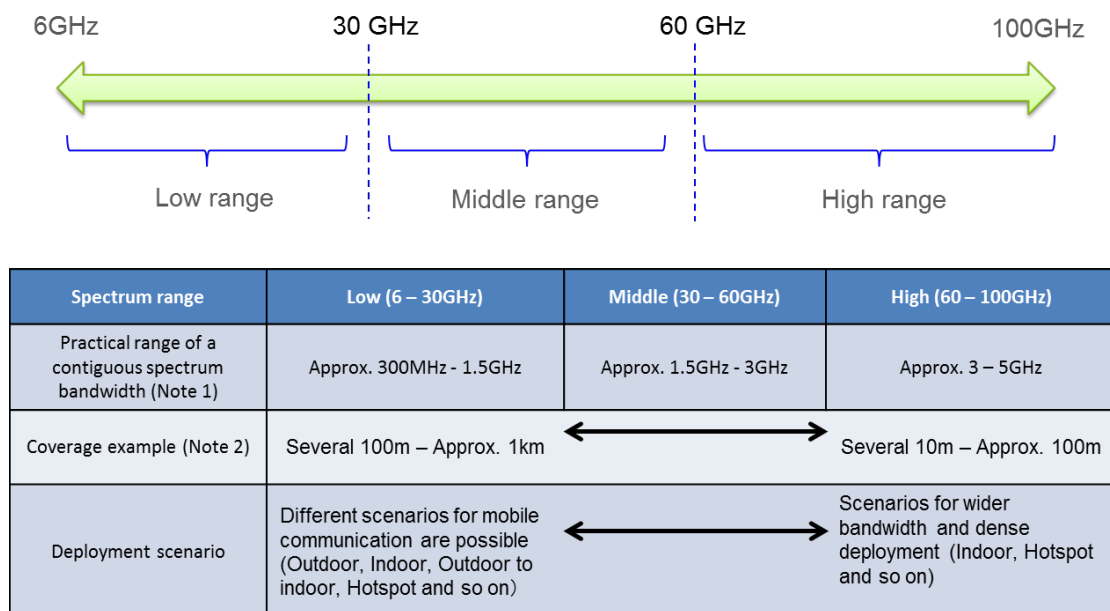 6GHz
30 GHz
60 GHz
100GHz
Low range
Middle range
High range
Spectrum range
Low (6 – 30GHz)
Middle (30 – 60GHz)
High (60 – 100GHz)
Practical range of a
contiguous spectrum
bandwidth (Note 1)
Approx. 300MHz - 1.5GHz
Approx. 1.5GHz - 3GHz
Approx. 3 – 5GHz
Coverage example (Note 2)
Several 100m – Approx. 1km
Several 10m – Approx. 100m
Deployment scenario
Different scenarios for mobile
communication are possible
(Outdoor, Indoor, Outdoor to
indoor, Hotspot and so on）
Scenarios for wider
bandwidth and dense
deployment (Indoor, Hotspot
and so on)